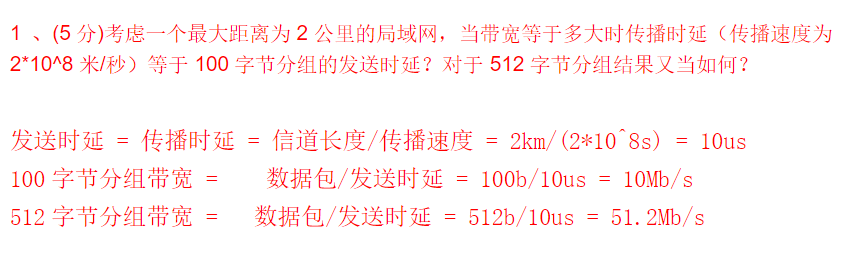 1 、(5 分)考虑一个最大距离为 2 公里的局域网，当带宽等于多大时传播时延（传播速度为
2*10^8 米/秒）等于 100 字节分组的发送时延？对于 512 字节分组结果又当如何？
发送时延 = 传播时延 = 信道长度/传播速度 = 2km/(2*10^8s) = 10us
100 字节分组带宽 = 数据包/发送时延 = 100b/10us = 10Mb/s
512 字节分组带宽 = 数据包/发送时延 = 512b/10us = 51.2Mb/s